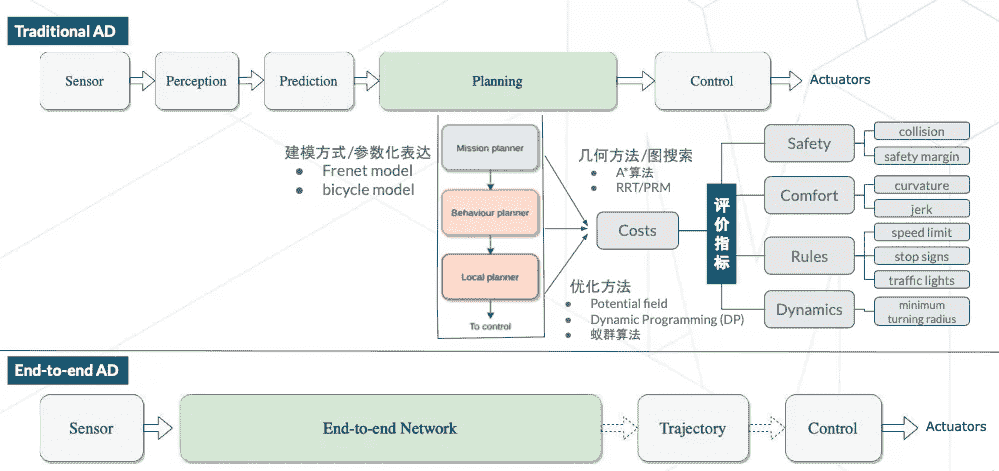 Traditional AD
Sensor
Perception
Prediction
Planning
Control
Actuators
建模方式/参数化表达
Frenet model
bicycle model
Mission planner
Behaviour planner
Local planner
To control
几何方法/图搜索
A*算法
RRT/PRM
Costs
优化方法
Potential field
Dynamic Programming (DP)
蚁群算法
评价指标
Safety
collision
safety margin
Comfort
curvature
jerk
Rules
speed limit
stop signs
traffic lights
Dynamics
minimum
turning radius
End-to-end AD
Sensor
End-to-end Network
Trajectory
Control
Actuators